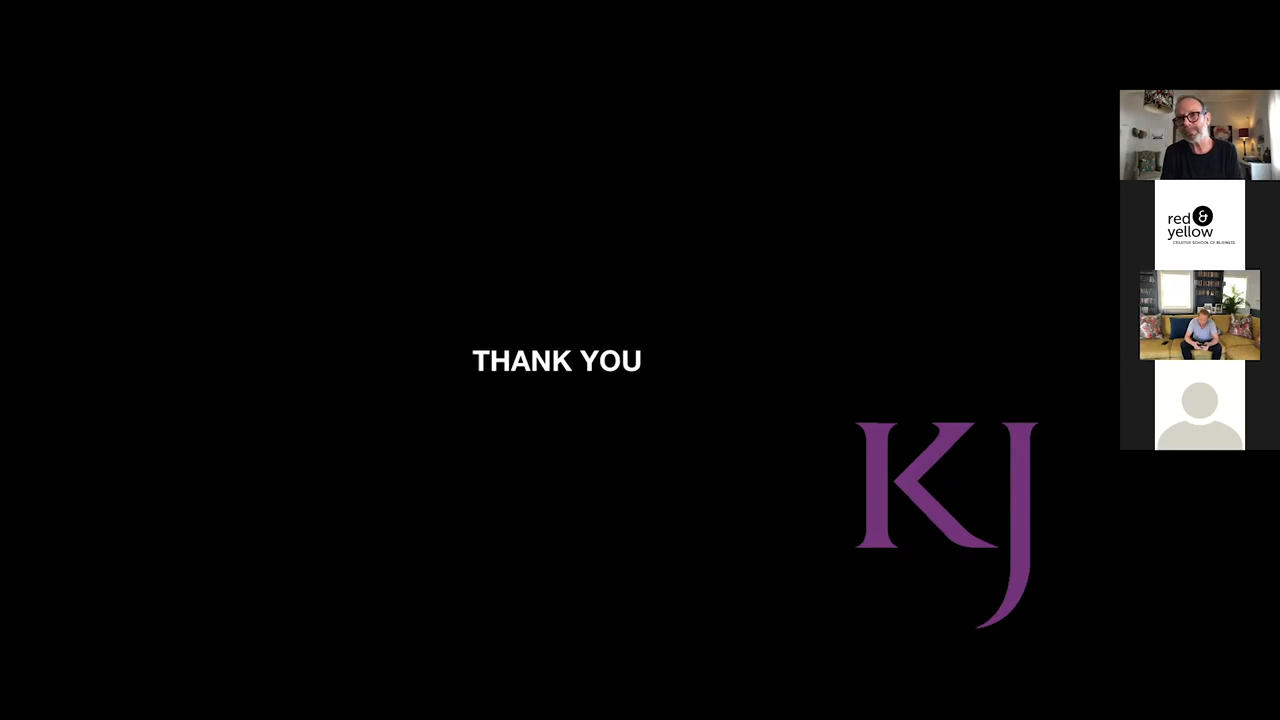 THANK YOU
KJ
red &
yellow
CREATIVE SCHOOL OF BUSINESS